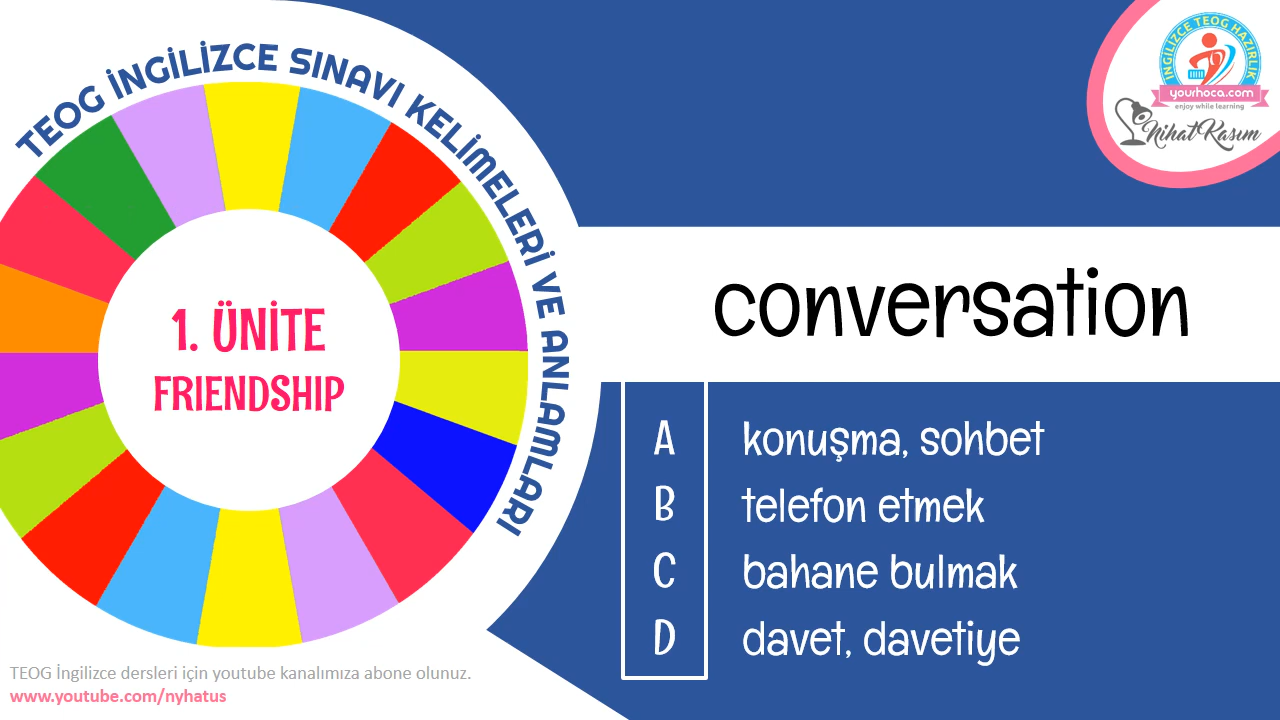 TEOG İNGİLİZCE SINAVI KELİMELERİ VE ANLAMLARI
İNGİLİZCE TEOG HAZIRLIK
yourhoca.com
enjoy while learning
Nihat Kasım
1. ÜNİTE
FRIENDSHIP
conversation
A konuşma, sohbet
B telefon etmek
C bahane bulmak
D davet, davetiye
TEOG İngilizce dersleri için youtube kanalımıza abone olunuz.
www.youtube.com/nyhatus